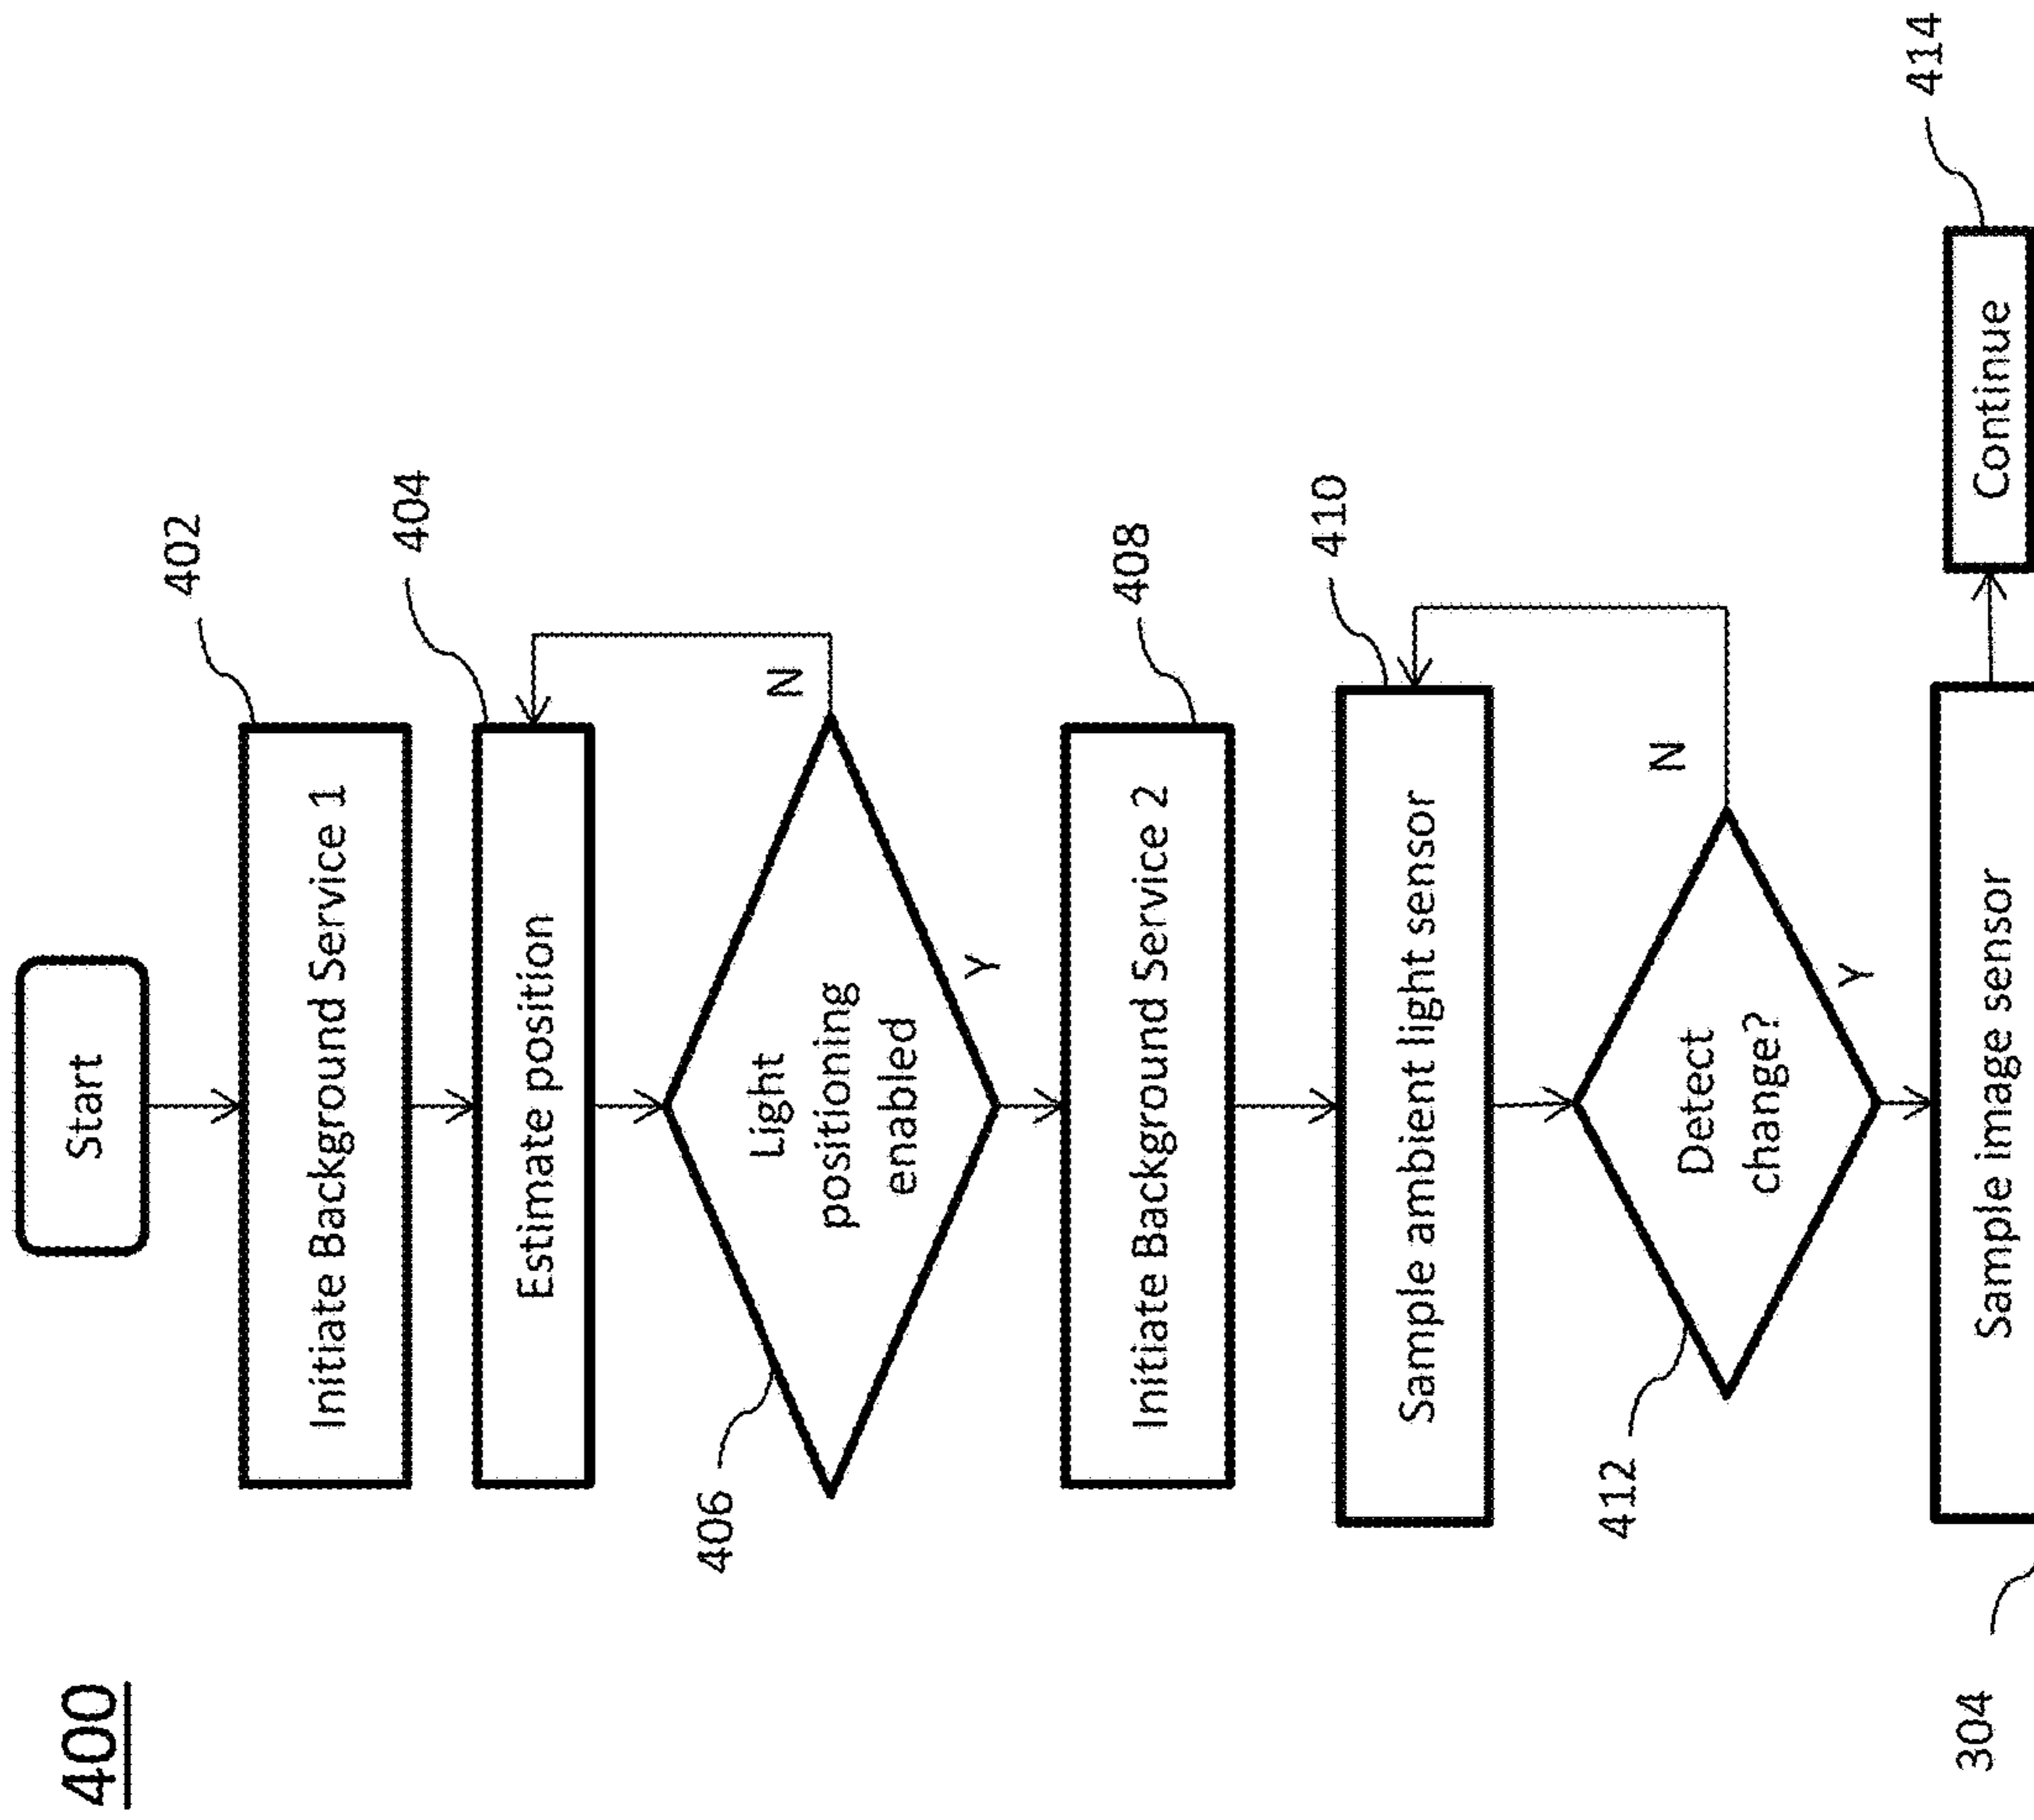 400
Start
402
Initiate Background Service 1
404
Estimate position
406
Light
positioning
enabled
N
Y
408
Initiate Background Service 2
410
Sample ambient light sensor
412
Detect
change?
N
Y
304
Sample image sensor
414
Continue